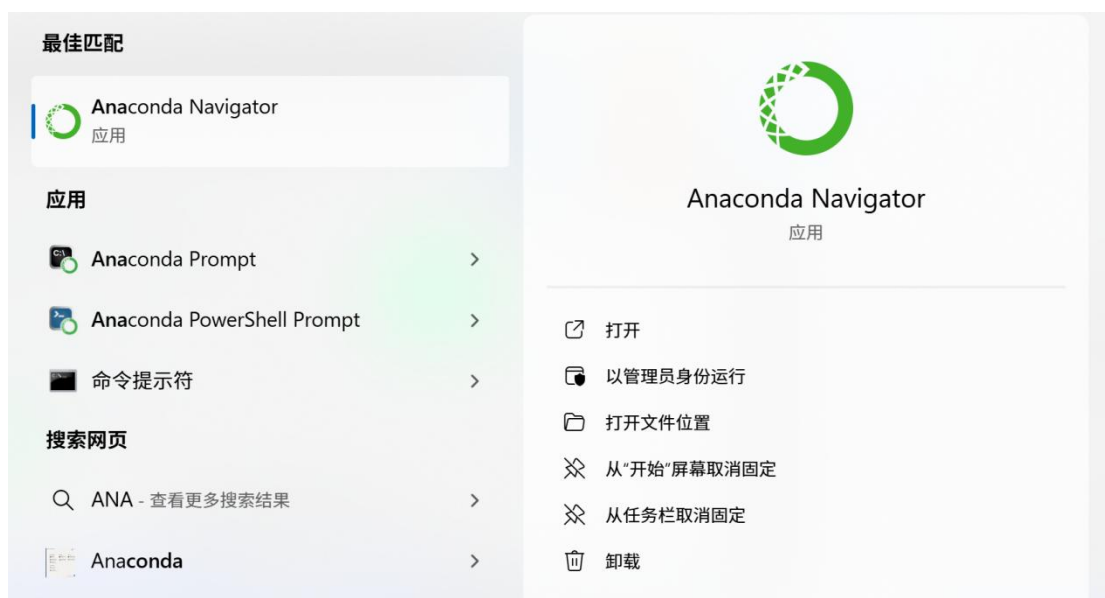 最佳匹配
Anaconda Navigator
应用
应用
Anaconda Prompt
Anaconda PowerShell Prompt
命令提示符
搜索网页
ANA - 查看更多搜索结果
Anaconda
Anaconda Navigator
应用
打开
以管理员身份运行
打开文件位置
从“开始”屏幕取消固定
从任务栏取消固定
卸载